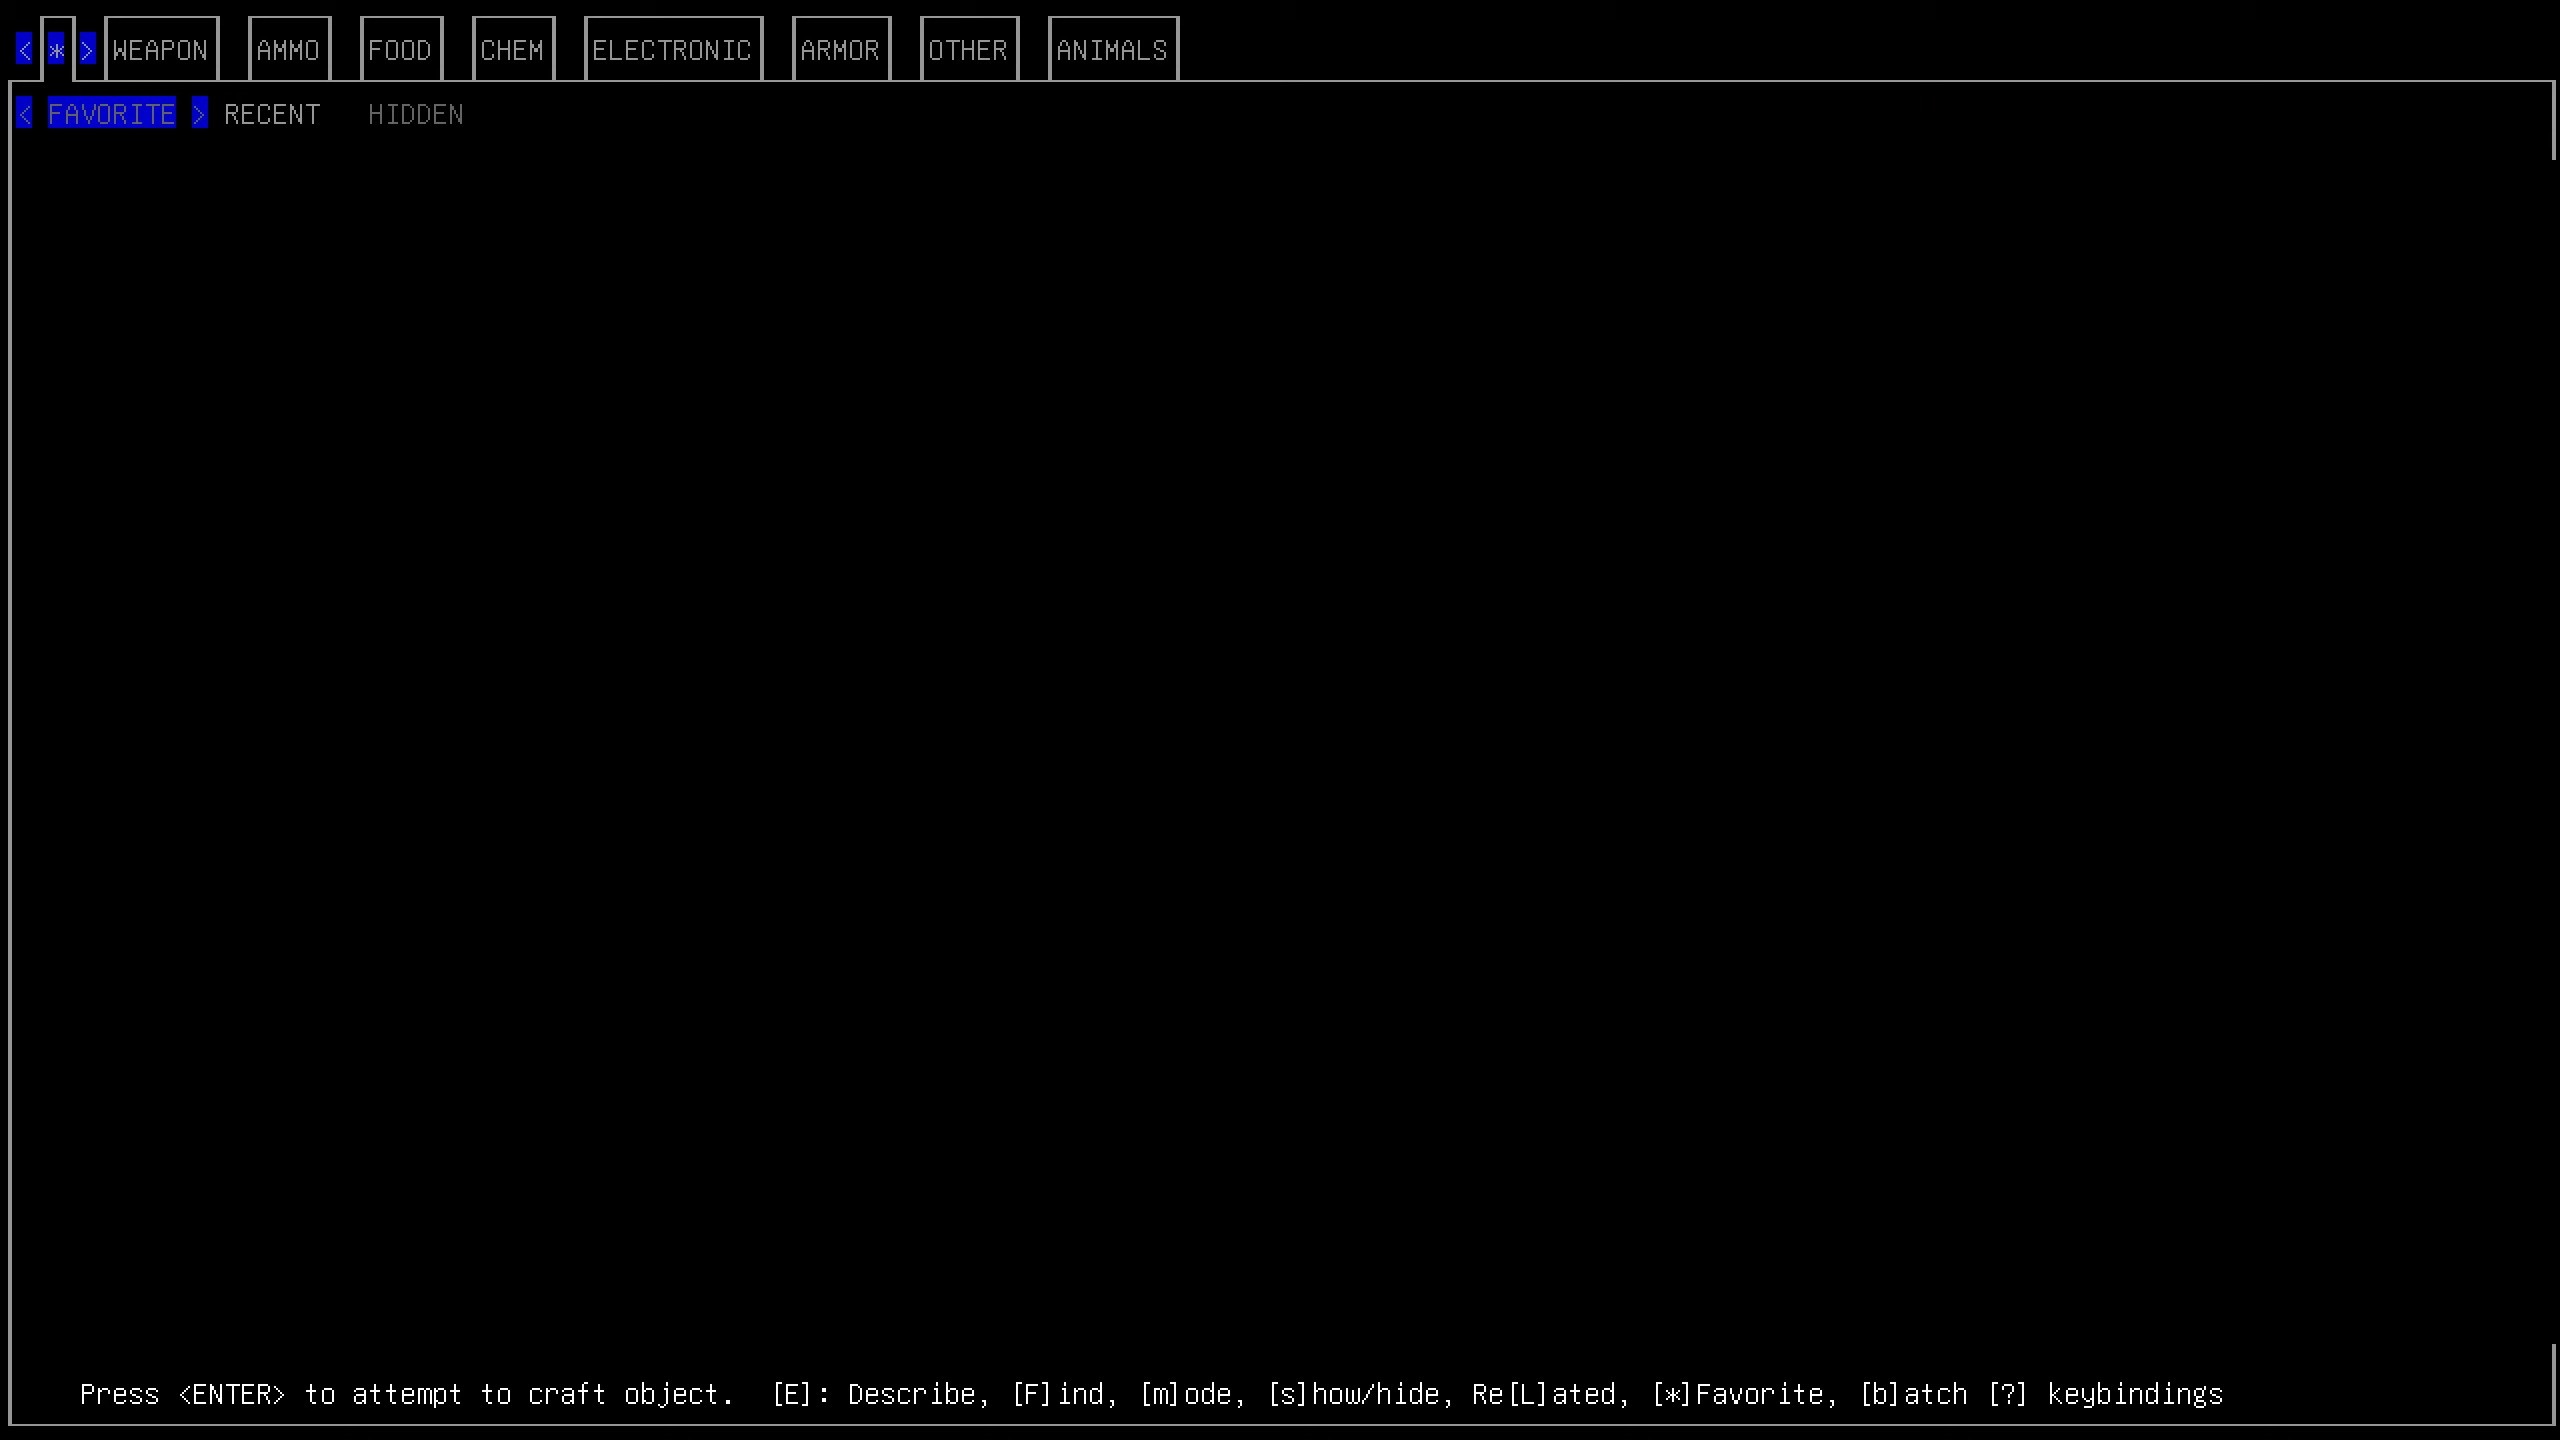 < * > WEAPON AMMO FOOD CHEM ELECTRONIC ARMOR OTHER ANIMALS
< FAVORITE > RECENT HIDDEN
Press <ENTER> to attempt to craft object. [E]: Describe, [F]ind, [m]ode, [s]how/hide, Re[L]ated, [*]Favorite, [b]atch [?] keybindings